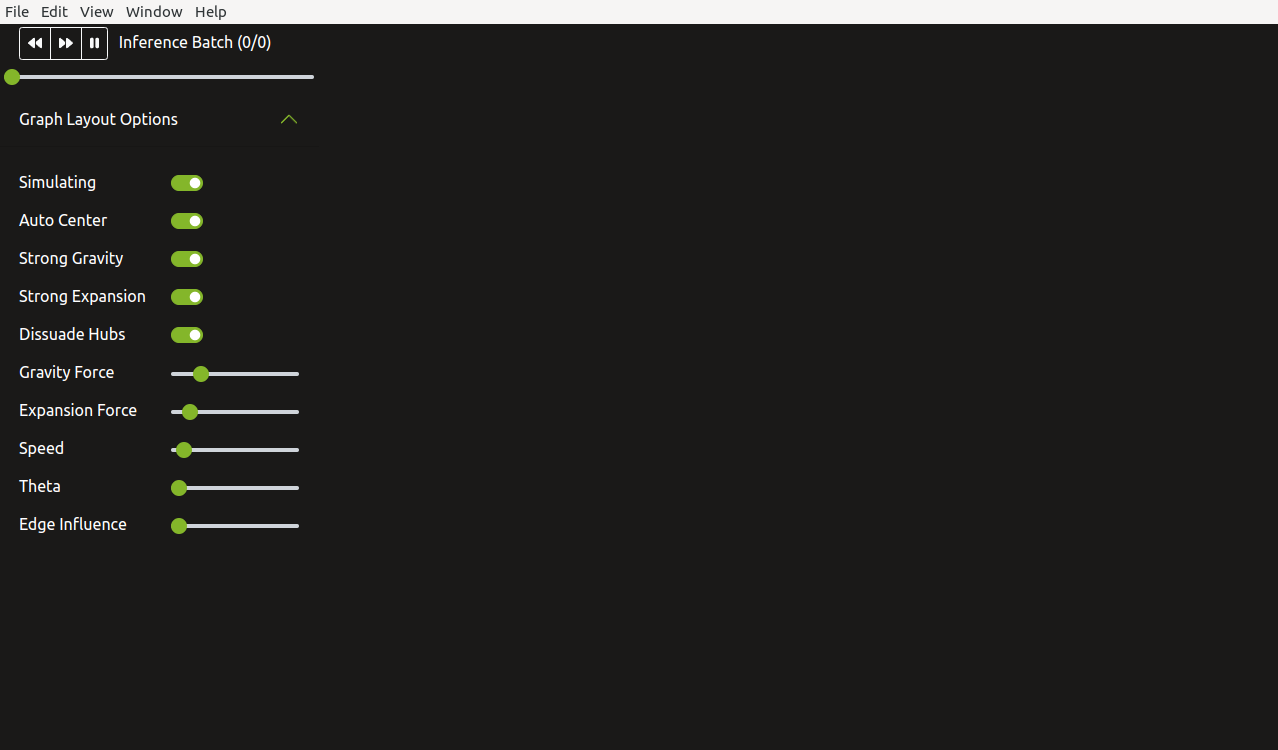 File Edit View Window Help
Inference Batch (0/0)
Graph Layout Options
Simulating
Auto Center
Strong Gravity
Strong Expansion
Dissuade Hubs
Gravity Force
Expansion Force
Speed
Theta
Edge Influence